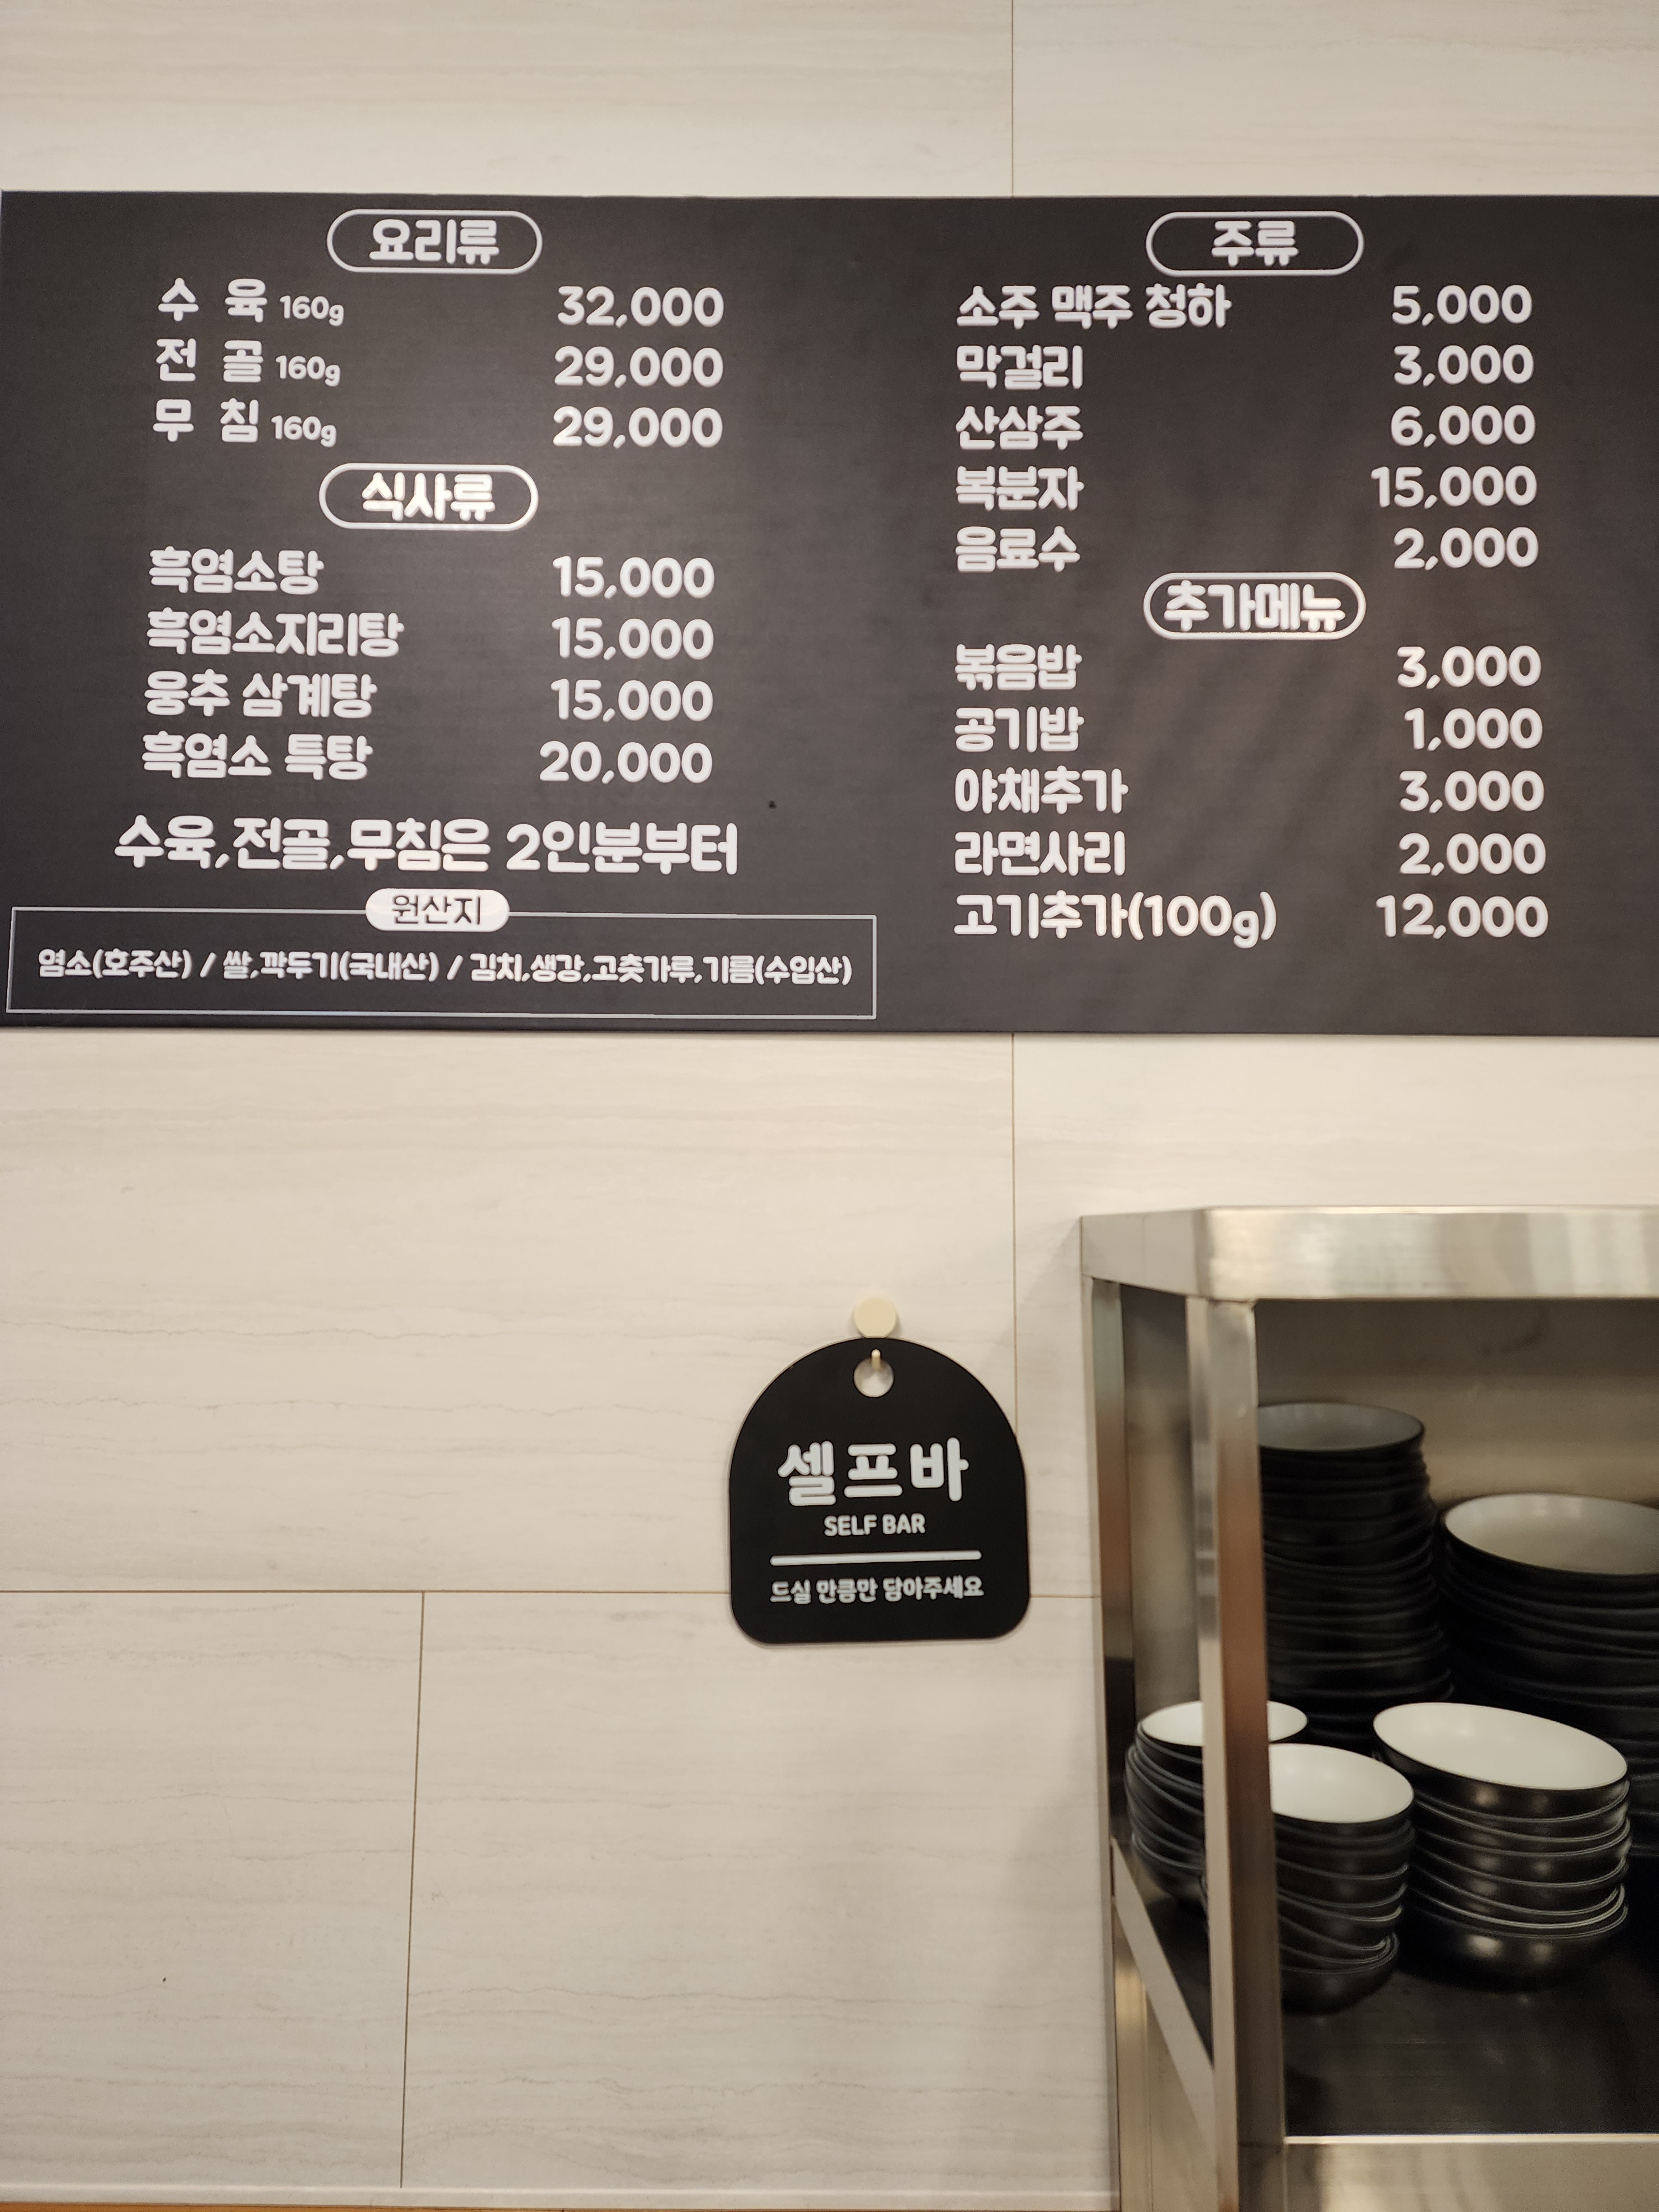 요리류
수 육 160g 32,000
전 골 160g 29,000
무 침 160g 29,000
식사류
흑염소탕 15,000
흑염소지리탕 15,000
웅추 삼계탕 15,000
흑염소 특탕 20,000
수육,전골,무침은 2인분부터
원산지
염소(호주산) / 쌀,깍두기(국내산) / 김치,생강,고춧가루,기름(수입산)
주류
소주 맥주 청하 5,000
막걸리 3,000
산삼주 6,000
복분자 15,000
음료수 2,000
추가메뉴
볶음밥 3,000
공기밥 1,000
야채추가 3,000
라면사리 2,000
고기추가(100g) 12,000
셀프바
SELF BAR
드실 만큼만 담아주세요